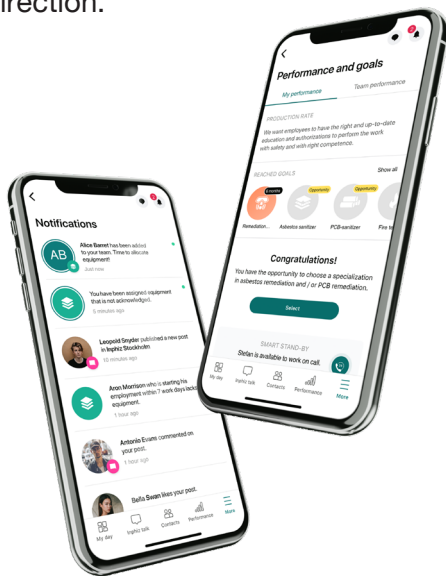 irection.
Performance and goals
My performance
Team performance
PRODUCTION RATE
We want employees to have the right and up-to-date
education and authorizations to perform the work
with safety and with right competence.
REACHED GOALS
Show all
6 months
Opportunity
Opportunity
Remediation...
Asbestos sanitizer
PCB-sanitizer
Fire te
Congratulations!
You have the opportunity to choose a specialization
in asbestos remediation and / or PCB remediation.
Select
SMART STAND-BY
Stefan is available to work on call.
My day
Inphiz talk
Contacts
Performance
More
Notifications
AB
Alice Barret has been added
to your team. Time to allocate
equipment!
Just now
You have been assigned equipment
that is not acknowledged.
5 minutes ago
Leopold Snyder published a new post
in Inphiz Stockholm.
10 minutes ago
Aron Morrison who is starting his
employment within 7 work days lacks
equipment.
1 hour ago
Antonio Evans commented on
your post.
1 hour ago
Bella Swan likes your post.
My day
Inphiz talk
Contacts
Performance
More